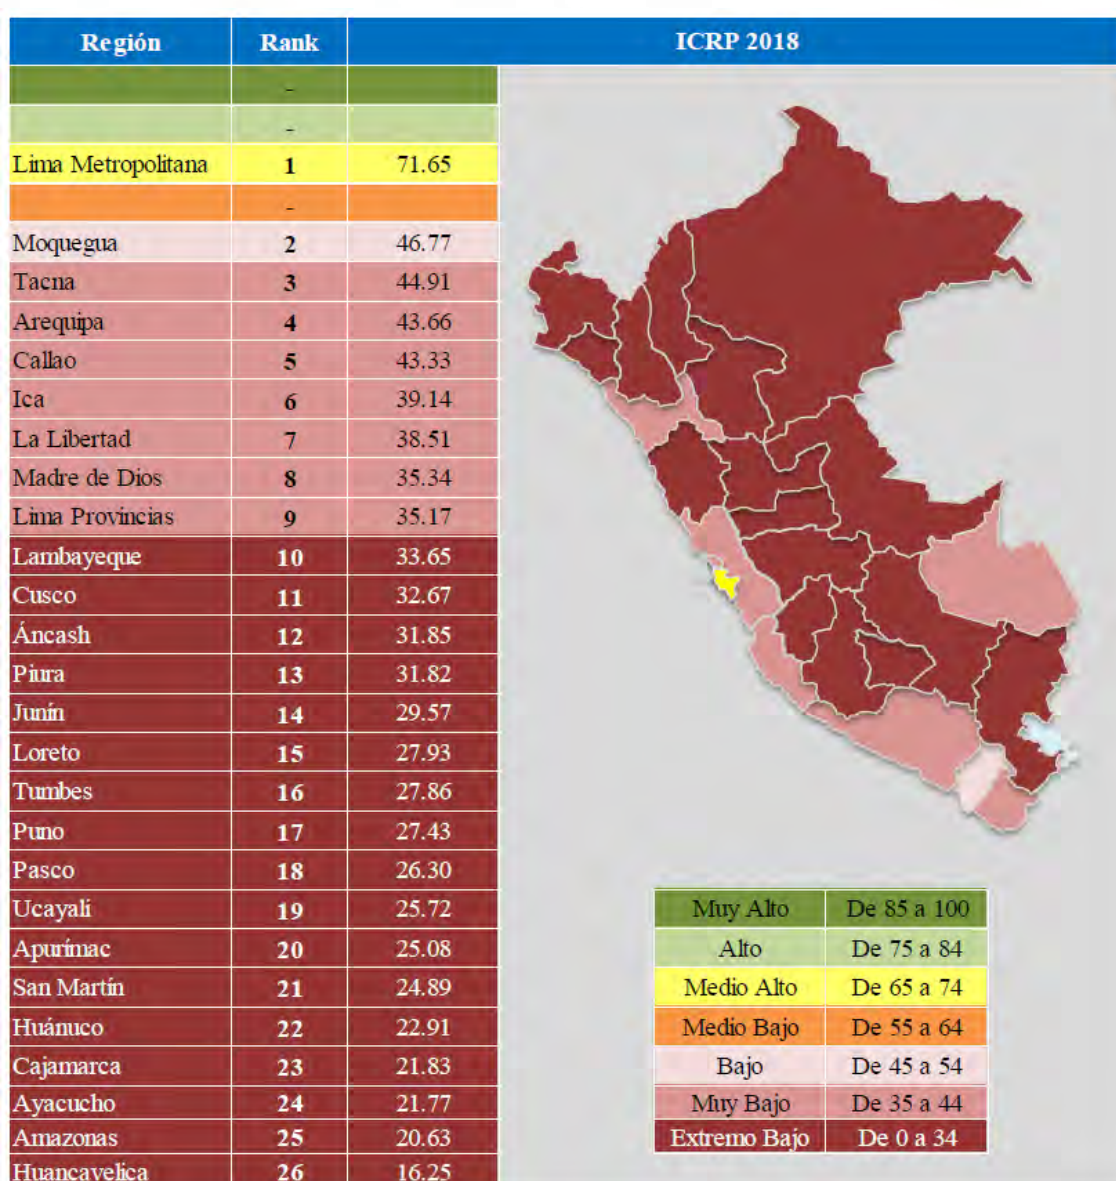 Región Rank ICRP 2018
-
-
Lima Metropolitana 1 71.65
-
Moquegua 2 46.77
Tacna 3 44.91
Arequipa 4 43.66
Callao 5 43.33
Ica 6 39.14
La Libertad 7 38.51
Madre de Dios 8 35.34
Lima Provincias 9 35.17
Lambayeque 10 33.65
Cusco 11 32.67
Áncash 12 31.85
Piura 13 31.82
Junín 14 29.57
Loreto 15 27.93
Tumbes 16 27.86
Puno 17 27.43
Pasco 18 26.30
Ucayali 19 25.72
Apurímac 20 25.08
San Martín 21 24.89
Huánuco 22 22.91
Cajamarca 23 21.83
Ayacucho 24 21.77
Amazonas 25 20.63
Huancavelica 26 16.25
Muy Alto De 85 a 100
Alto De 75 a 84
Medio Alto De 65 a 74
Medio Bajo De 55 a 64
Bajo De 45 a 54
Muy Bajo De 35 a 44
Extremo Bajo De 0 a 34